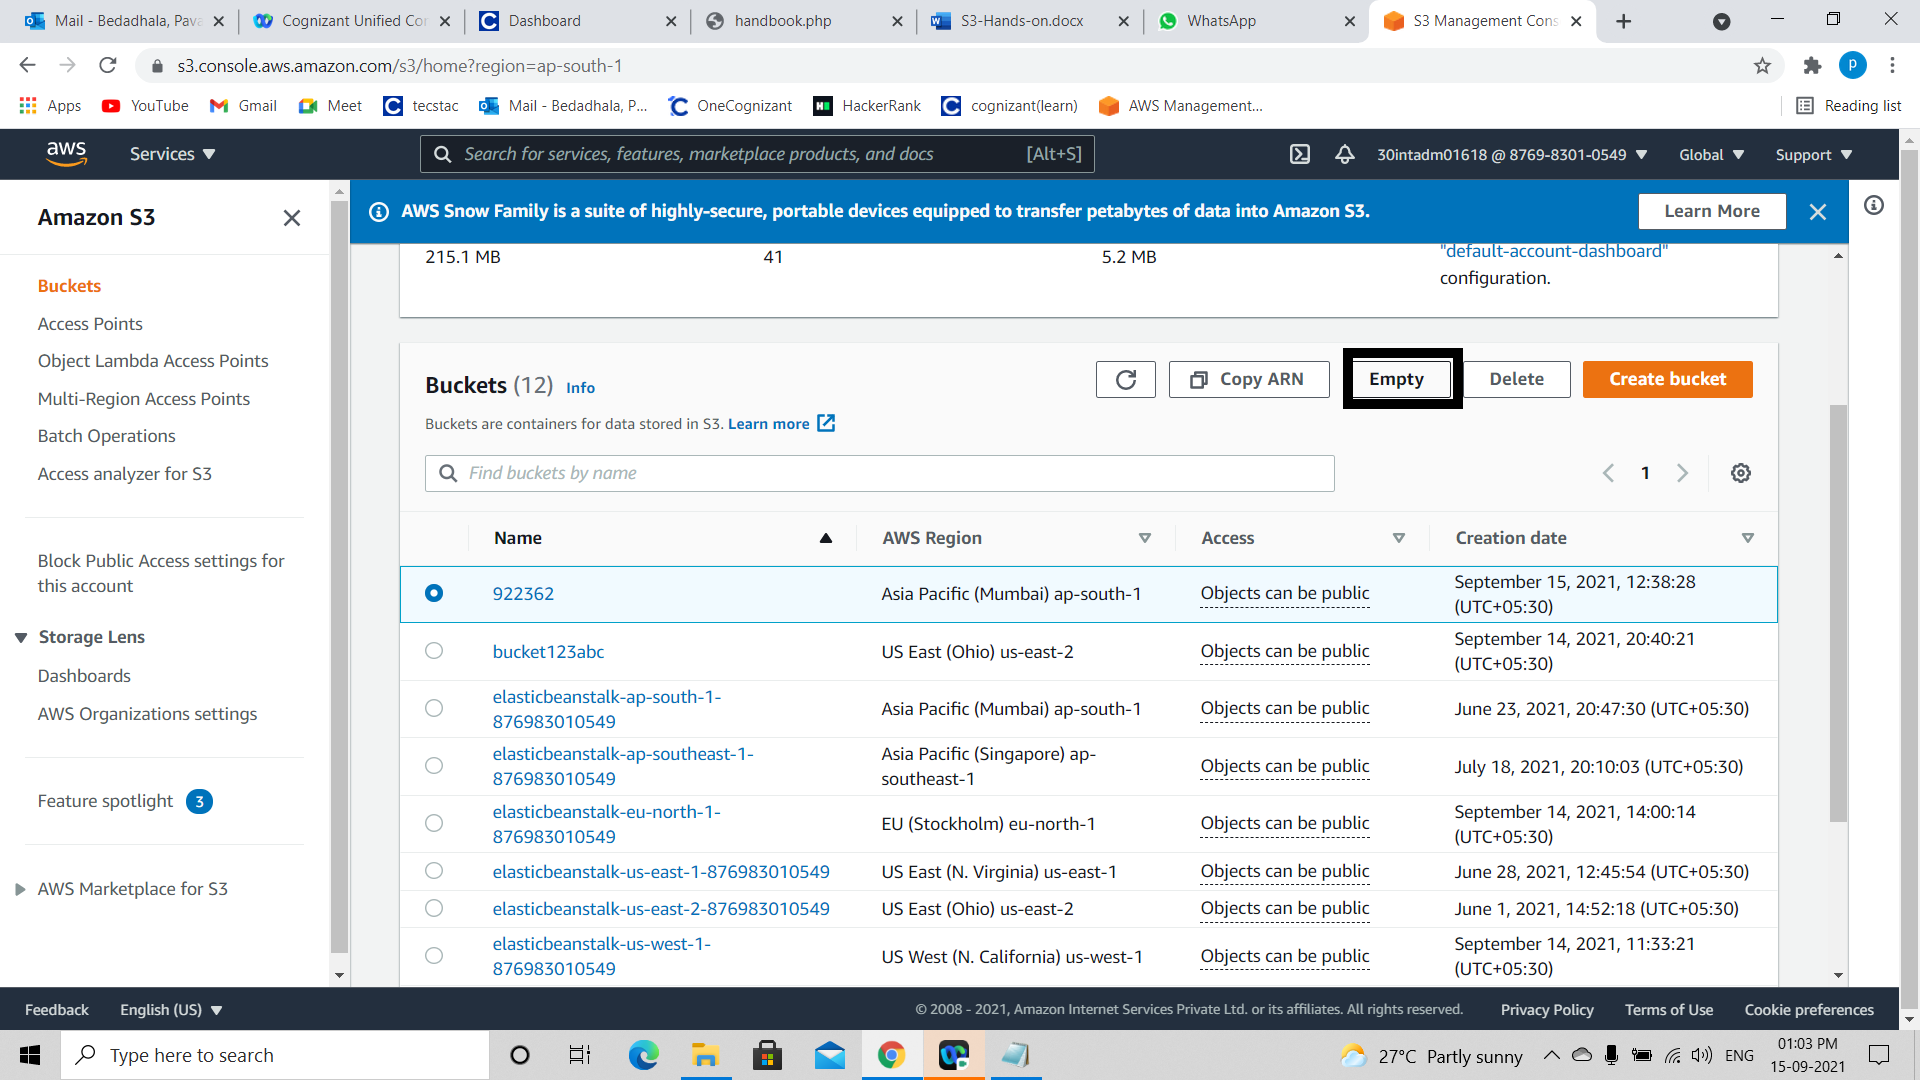 Mail - Bedadhala, Pava
Cognizant Unified Con
Dashboard
handbook.php
S3-Hands-on.docx
WhatsApp
S3 Management Cons
s3.console.aws.amazon.com/s3/home?region=ap-south-1
P
Apps
YouTube
Gmail
Meet
tecstac
Mail - Bedadhala, P...
OneCognizant
HackerRank
cognizant(learn)
AWS Management...
Reading list
aws
Services
Search for services, features, marketplace products, and docs
[Alt+S]
30intadm01618 @ 8769-8301-0549
Global
Support
Amazon S3
Buckets
Access Points
Object Lambda Access Points
Multi-Region Access Points
Batch Operations
Access analyzer for S3
Block Public Access settings for
this account
Storage Lens
Dashboards
AWS Organizations settings
Feature spotlight 3
AWS Marketplace for S3
AWS Snow Family is a suite of highly-secure, portable devices equipped to transfer petabytes of data into Amazon S3.
Learn More
215.1 MB
41
5.2 MB
"default-account-dashboard"
configuration.
Buckets (12) Info
Copy ARN
Empty
Delete
Create bucket
Buckets are containers for data stored in S3. Learn more
Find buckets by name
1
Name
AWS Region
Access
Creation date
922362
Asia Pacific (Mumbai) ap-south-1
Objects can be public
September 15, 2021, 12:38:28
(UTC+05:30)
bucket123abc
US East (Ohio) us-east-2
Objects can be public
September 14, 2021, 20:40:21
(UTC+05:30)
elasticbeanstalk-ap-south-1-
876983010549
Asia Pacific (Mumbai) ap-south-1
Objects can be public
June 23, 2021, 20:47:30 (UTC+05:30)
elasticbeanstalk-ap-southeast-1-
876983010549
Asia Pacific (Singapore) ap-
southeast-1
Objects can be public
July 18, 2021, 20:10:03 (UTC+05:30)
elasticbeanstalk-eu-north-1-
876983010549
EU (Stockholm) eu-north-1
Objects can be public
September 14, 2021, 14:00:14
(UTC+05:30)
elasticbeanstalk-us-east-1-876983010549
US East (N. Virginia) us-east-1
Objects can be public
June 28, 2021, 12:45:54 (UTC+05:30)
elasticbeanstalk-us-east-2-876983010549
US East (Ohio) us-east-2
Objects can be public
June 1, 2021, 14:52:18 (UTC+05:30)
elasticbeanstalk-us-west-1-
876983010549
US West (N. California) us-west-1
Objects can be public
September 14, 2021, 11:33:21
(UTC+05:30)
Feedback
English (US)
© 2008 - 2021, Amazon Internet Services Private Ltd. or its affiliates. All rights reserved.
Privacy Policy
Terms of Use
Cookie preferences
Type here to search
27°C Partly sunny
ENG
01:03 PM
15-09-2021